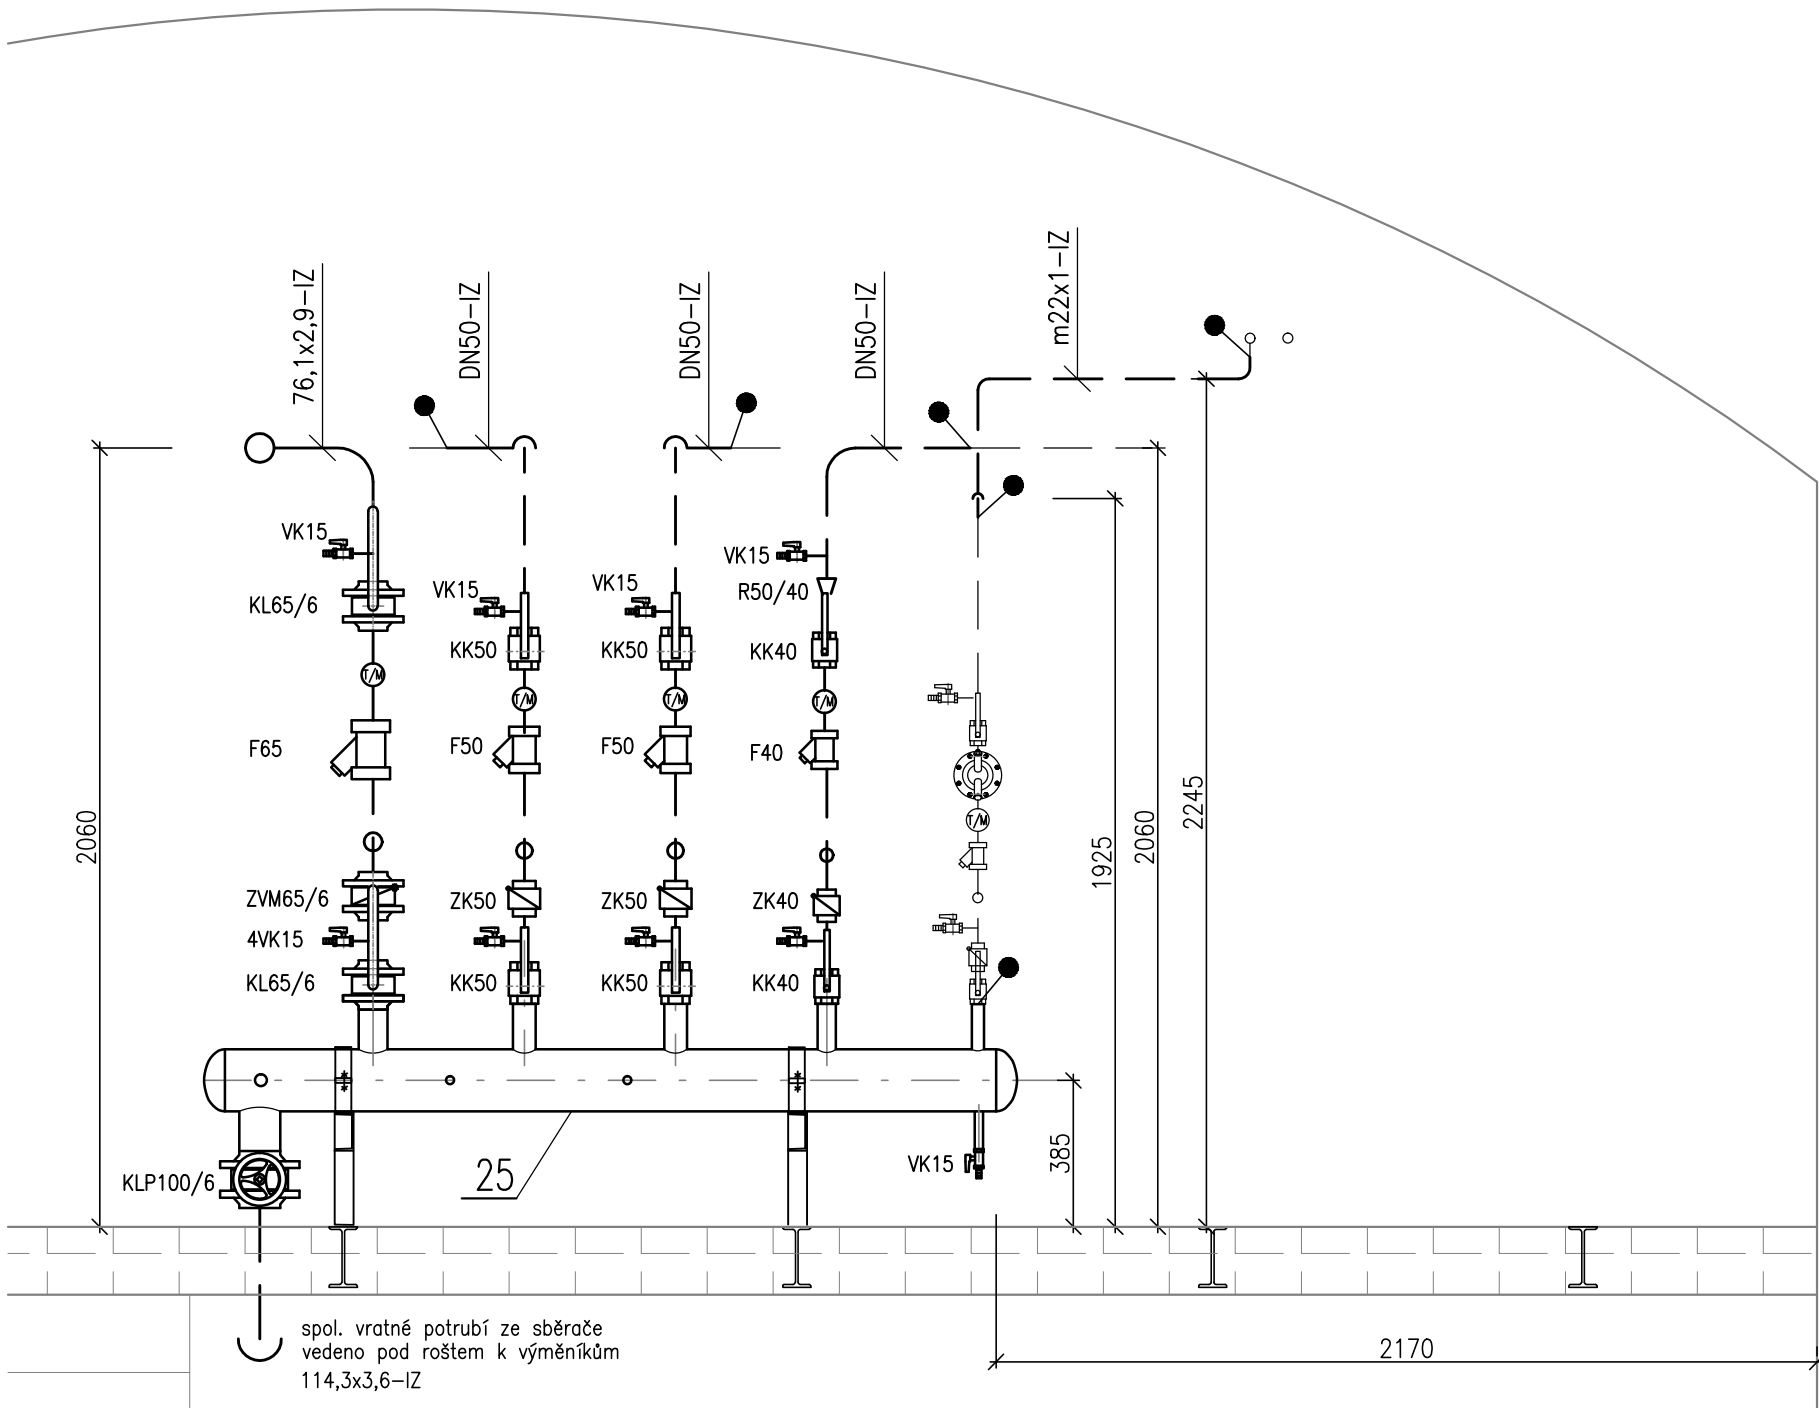 76,1x2,9-IZ
DN50-IZ
DN50-IZ
DN50-IZ
m22x1-IZ
VK15
VK15
VK15
VK15
R50/40
KL65/6
KK50
KK50
KK40
T/M
T/M
T/M
T/M
F65
F50
F50
F40
T/M
2060
1925
2060
2245
ZVM65/6
ZK50
ZK50
ZK40
4VK15
KL65/6
KK50
KK50
KK40
385
KLP100/6
25
VK15
spol. vratné potrubí ze sběrače
vedeno pod roštem k výměníkům
114,3x3,6-IZ
2170